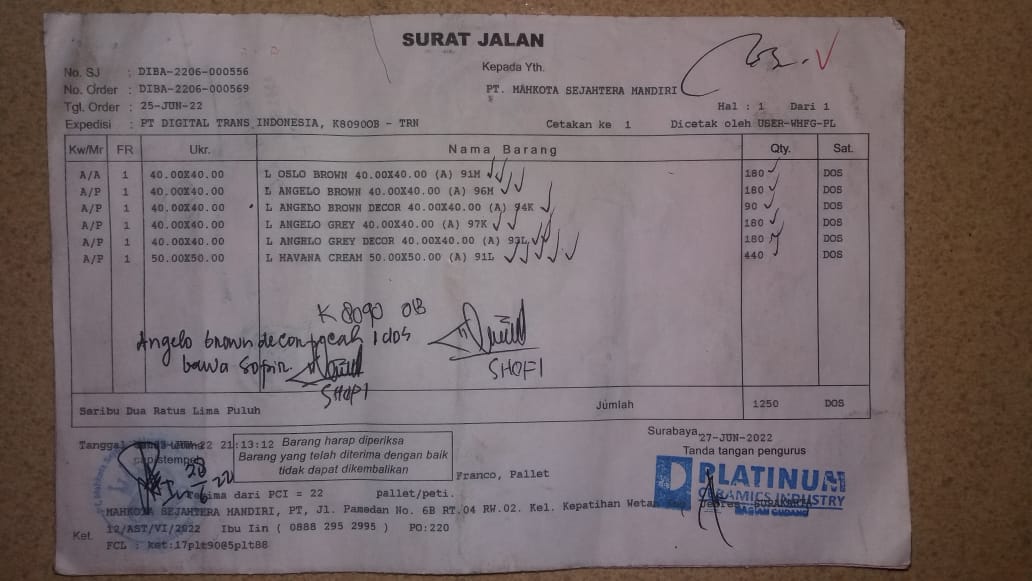 SURAT JALAN
No. SJ : DIBA-2206-000556
Kepada Yth.
No. Order : DIBA-2206-000569
PT. MAHKOTA SEJAHTERA MANDIRI
Tgl. Order : 25-JUN-22
Hal : 1 Dari 1
Expedisi : PT DIGITAL TRANS INDONESIA, K8090OB - TRN Cetakan ke 1 Dicetak oleh USER-WHFG-PL
Kw/Mr FR Ukr. Nama Barang Qty. Sat.
A/A 1 40.00X40.00 L OSLO BROWN 40.00X40.00 (A) 91M 180 DOS
A/P 1 40.00X40.00 L ANGELO BROWN 40.00X40.00 (A) 96M 180 DOS
A/P 1 40.00X40.00 L ANGELO BROWN DECOR 40.00X40.00 (A) 94K 90 DOS
A/P 1 40.00X40.00 L ANGELO GREY 40.00X40.00 (A) 97K 180 DOS
A/P 1 40.00X40.00 L ANGELO GREY DECOR 40.00X40.00 (A) 93L 180 DOS
A/P 1 50.00X50.00 L HAVANA CREAM 50.00X50.00 (A) 91L 440 DOS
K 8090 OB
Angelo brown decor pecah 1 dos
bawa sopir.
SHOFI
SHOFI
Saribu Dua Ratus Lima Puluh Jumlah 1250 DOS
Surabaya, 27-JUN-2022
Tanggal 22 21:13:12
Tanda tangan pengurus
Barang harap diperiksa
Barang yang telah diterima dengan baik
tidak dapat dikembalikan
Franco, Pallet
PLATINUM
CERAMICS INDUSTRY
BAGIAN GUDANG
28
6
22
dari PCI = 22 pallet/peti.
MAHKOTA SEJAHTERA MANDIRI, PT, Jl. Pamedan No. 6B RT.04 RW.02. Kel. Kepatihan Wetan
Ket. 12/AST/VI/2022 Ibu Iin ( 0888 295 2995 ) PO:220
FCL : ket:17plt90@5plt88